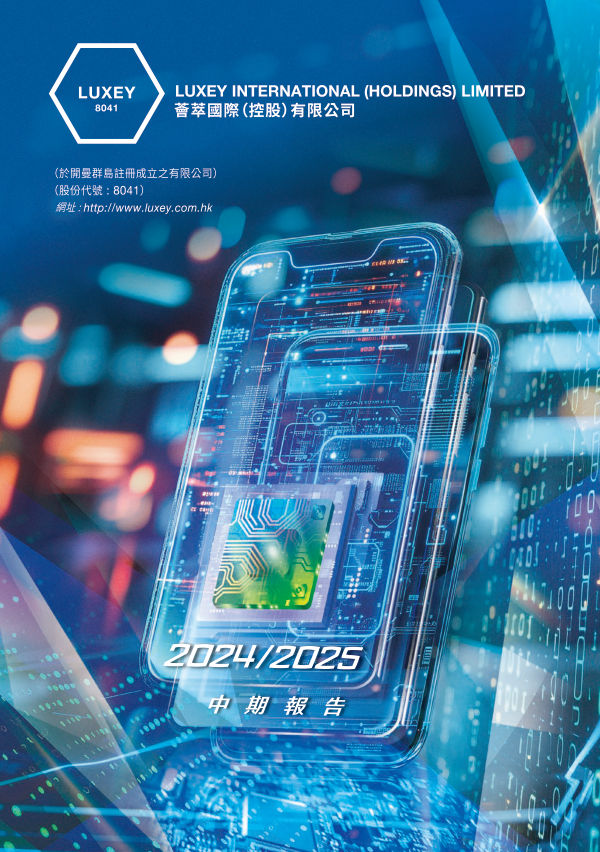 LUXEY
8041
LUXEY INTERNATIONAL (HOLDINGS) LIMITED
薈萃國際(控股)有限公司
(於開曼群島註冊成立之有限公司)
(股份代號:8041)
網址:http://www.luxey.com.hk
2024/2025
中期報告